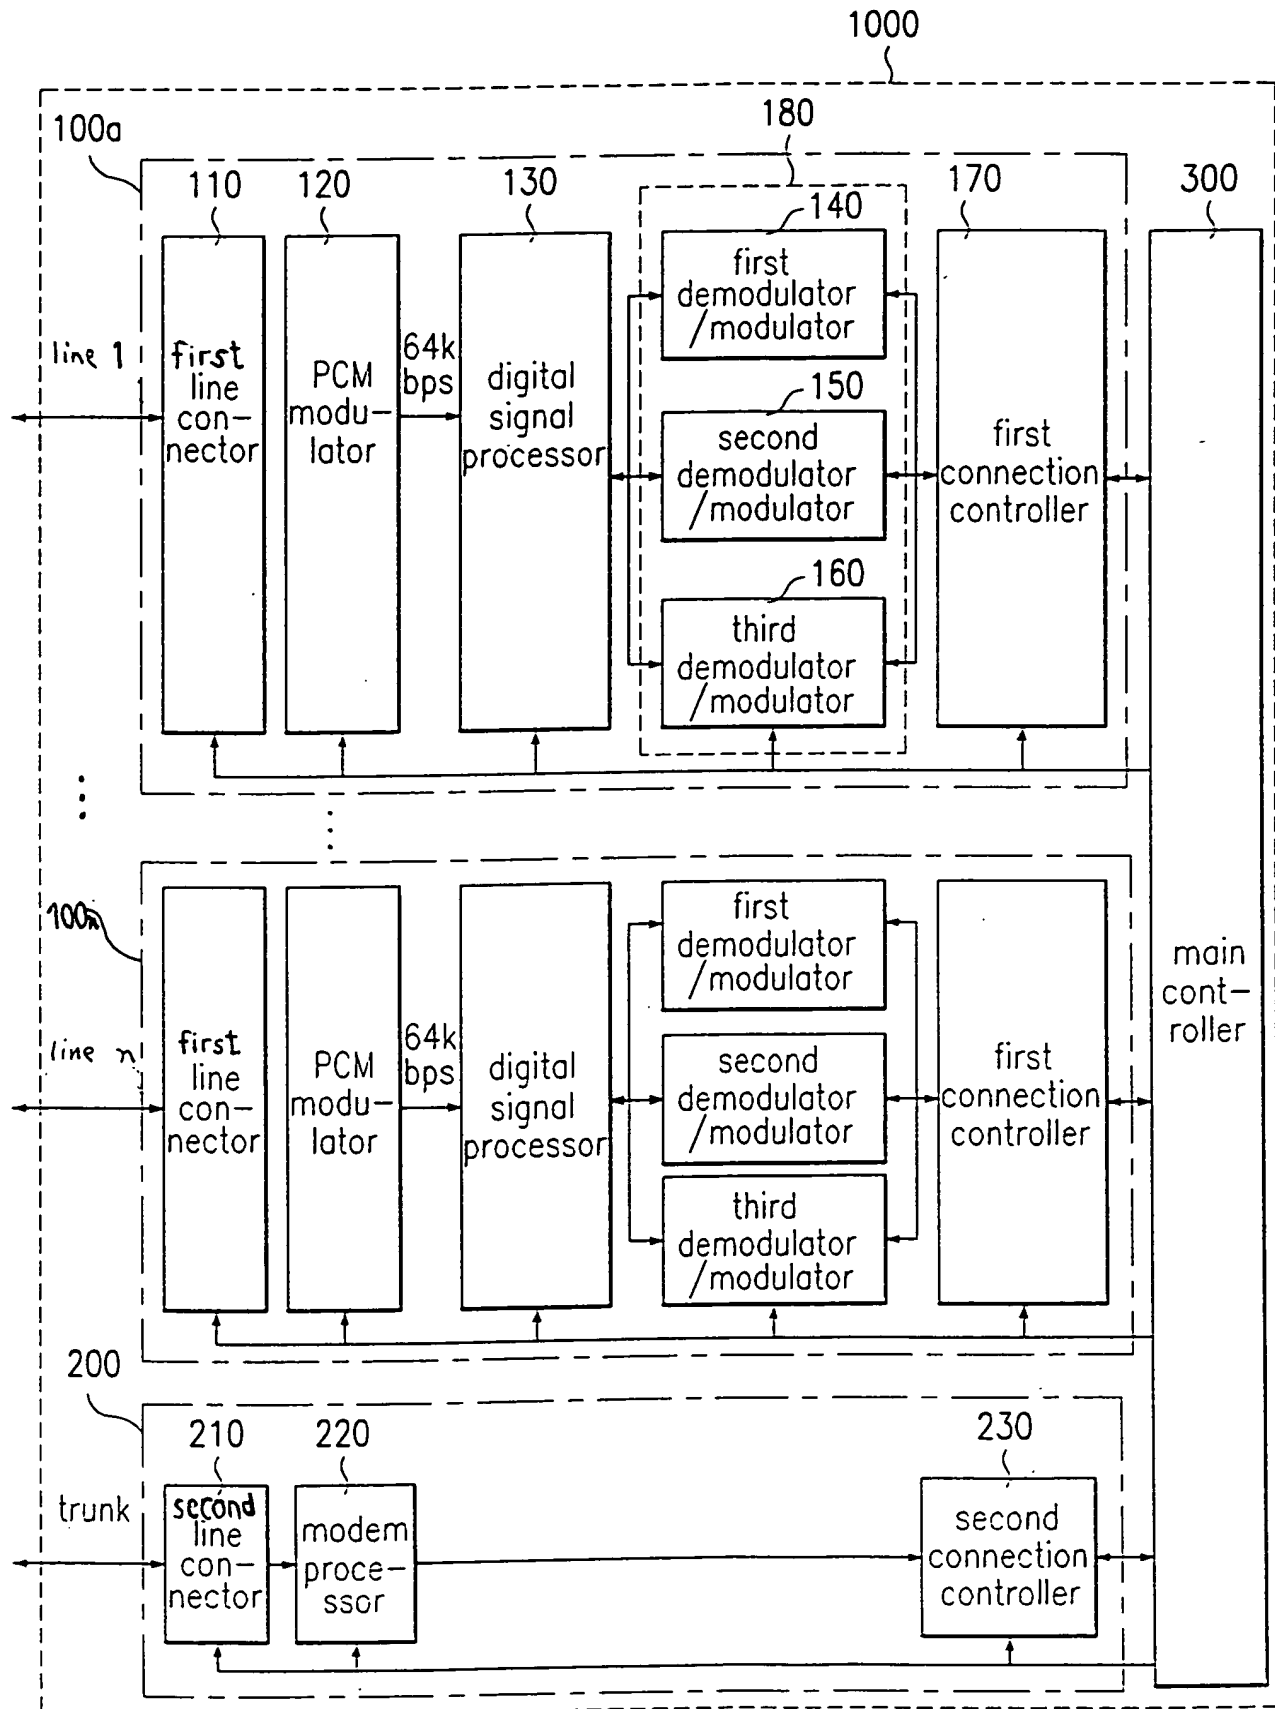 1000
100a
180
110
120
130
140
170
300
first
demodulator
/modulator
line 1
first
line
con-
nector
PCM
modu-
lator
64k
bps
digital
signal
processor
150
second
demodulator
/modulator
first
connection
controller
160
third
demodulator
/modulator
100n
line n
first
line
con-
nector
PCM
modu-
lator
64k
bps
digital
signal
processor
first
demodulator
/modulator
second
demodulator
/modulator
third
demodulator
/modulator
first
connection
controller
main
cont-
roller
200
210
220
230
trunk
second
line
con-
nector
modem
proce-
ssor
second
connection
controller